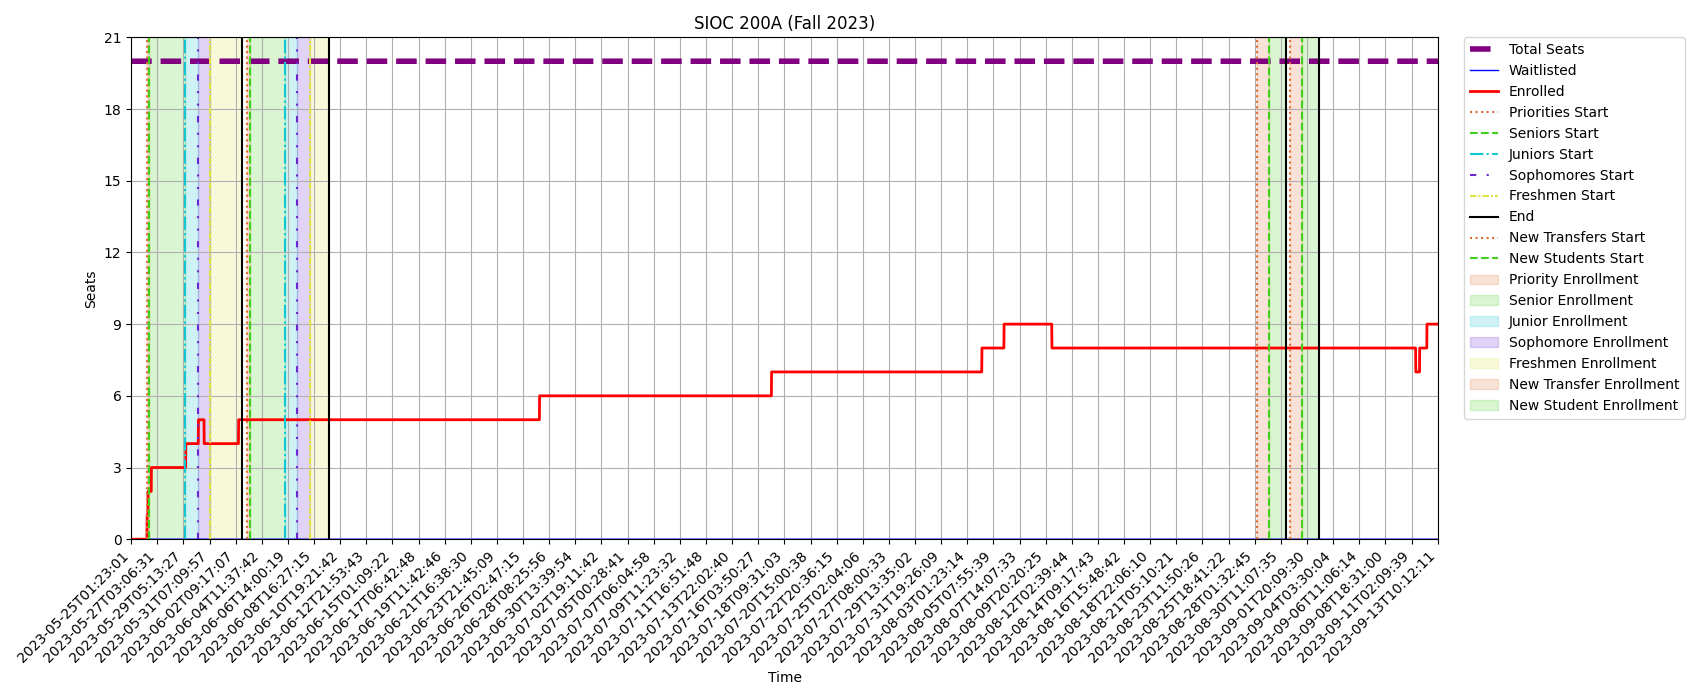 SIOC 200A (Fall 2023)
Seats
21
18
15
12
9
6
3
0
2023-05-25T01:23:01
2023-05-27T03:06:31
2023-05-29T05:13:27
2023-05-31T07:09:57
2023-06-02T09:17:07
2023-06-04T11:37:42
2023-06-06T14:00:19
2023-06-08T16:27:15
2023-06-10T19:21:42
2023-06-12T21:53:43
2023-06-15T01:09:22
2023-06-17T06:42:48
2023-06-19T11:42:46
2023-06-21T16:38:30
2023-06-23T21:45:09
2023-06-26T02:47:15
2023-06-28T08:25:56
2023-06-30T13:39:54
2023-07-02T19:11:42
2023-07-05T00:28:41
2023-07-07T06:04:58
2023-07-09T11:23:32
2023-07-11T16:51:48
2023-07-13T22:02:40
2023-07-16T03:50:27
2023-07-18T09:31:03
2023-07-20T15:00:38
2023-07-22T20:36:15
2023-07-25T02:04:06
2023-07-27T08:00:33
2023-07-29T13:35:02
2023-07-31T19:26:09
2023-08-03T01:23:14
2023-08-05T07:55:39
2023-08-07T14:07:33
2023-08-09T20:20:25
2023-08-12T02:39:44
2023-08-14T09:17:43
2023-08-16T15:48:42
2023-08-18T22:06:10
2023-08-21T05:10:21
2023-08-23T11:50:26
2023-08-25T18:41:22
2023-08-28T01:32:45
2023-08-30T11:07:35
2023-09-01T20:09:30
2023-09-04T03:30:04
2023-09-06T11:06:14
2023-09-08T18:31:00
2023-09-11T02:09:39
2023-09-13T10:12:11
Time
Total Seats
Waitlisted
Enrolled
Priorities Start
Seniors Start
Juniors Start
Sophomores Start
Freshmen Start
End
New Transfers Start
New Students Start
Priority Enrollment
Senior Enrollment
Junior Enrollment
Sophomore Enrollment
Freshmen Enrollment
New Transfer Enrollment
New Student Enrollment